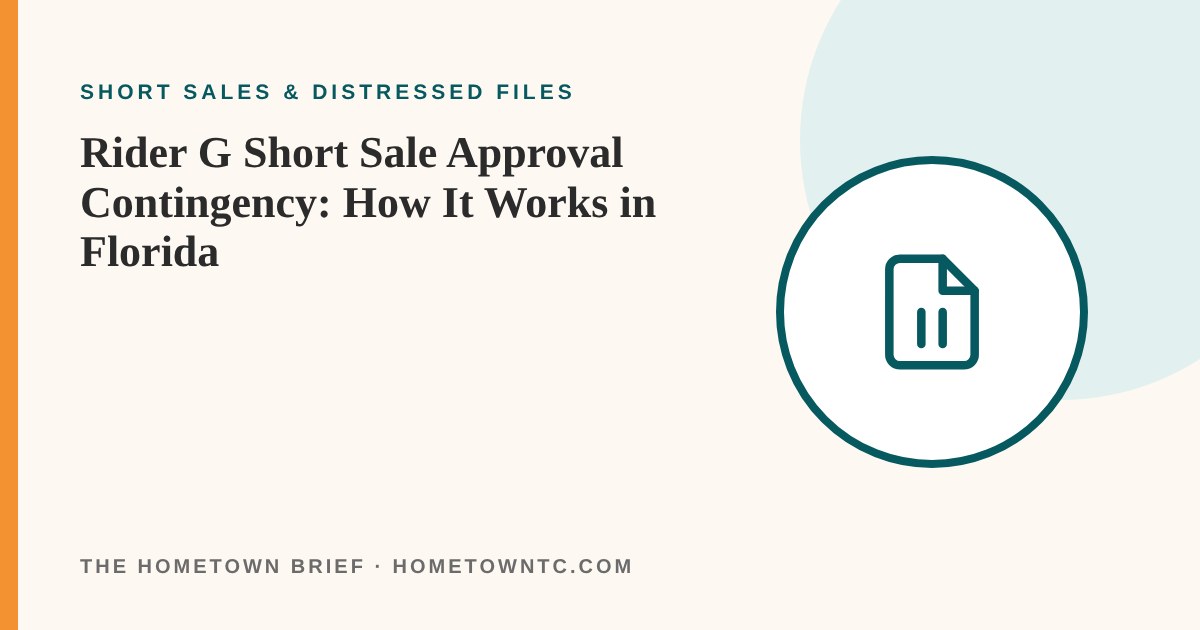 SHORT SALES & DISTRESSED FILES
Rider G Short Sale Approval
Contingency: How It Works in
Florida
THE HOMETOWN BRIEF · HOMETOWNTC.COM